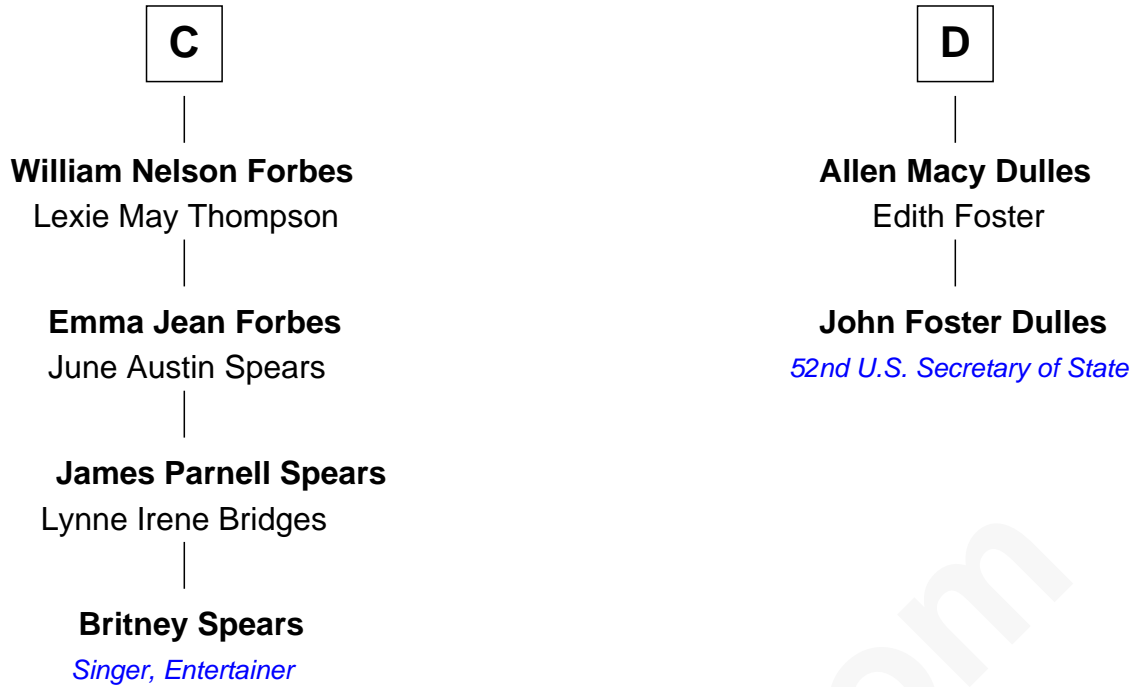 C
William Nelson Forbes
Lexie May Thompson
Emma Jean Forbes
June Austin Spears
James Parnell Spears
Lynne Irene Bridges
Britney Spears
Singer, Entertainer
D
Allen Macy Dulles
Edith Foster
John Foster Dulles
52nd U.S. Secretary of State
om